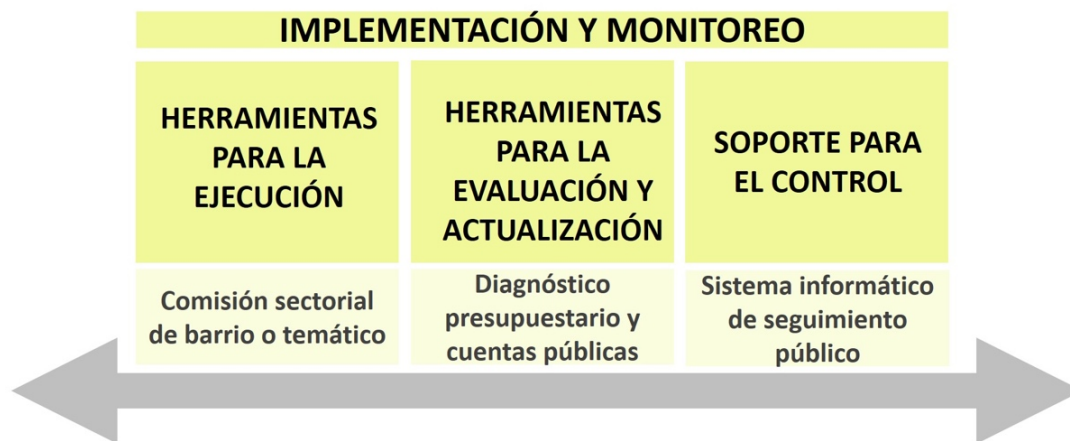 IMPLEMENTACIÓN Y MONITOREO
HERRAMIENTAS
PARA LA
EJECUCIÓN
HERRAMIENTAS
PARA LA
EVALUACIÓN Y
ACTUALIZACIÓN
SOPORTE PARA
EL CONTROL
Comisión sectorial
de barrio o temático
Diagnóstico
presupuestario y
cuentas públicas
Sistema informático
de seguimiento
público